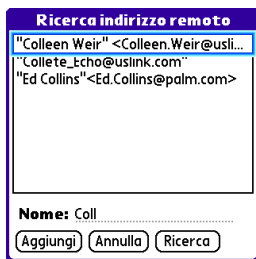 Ricerca indirizzo remoto
"Colleen Weir" <Colleen.Weir@usli...
"Collete_Echo@uslink.com"
"Ed Collins"<Ed.Collins@palm.com>
Nome: Coll
Aggiungi Annulla Ricerca